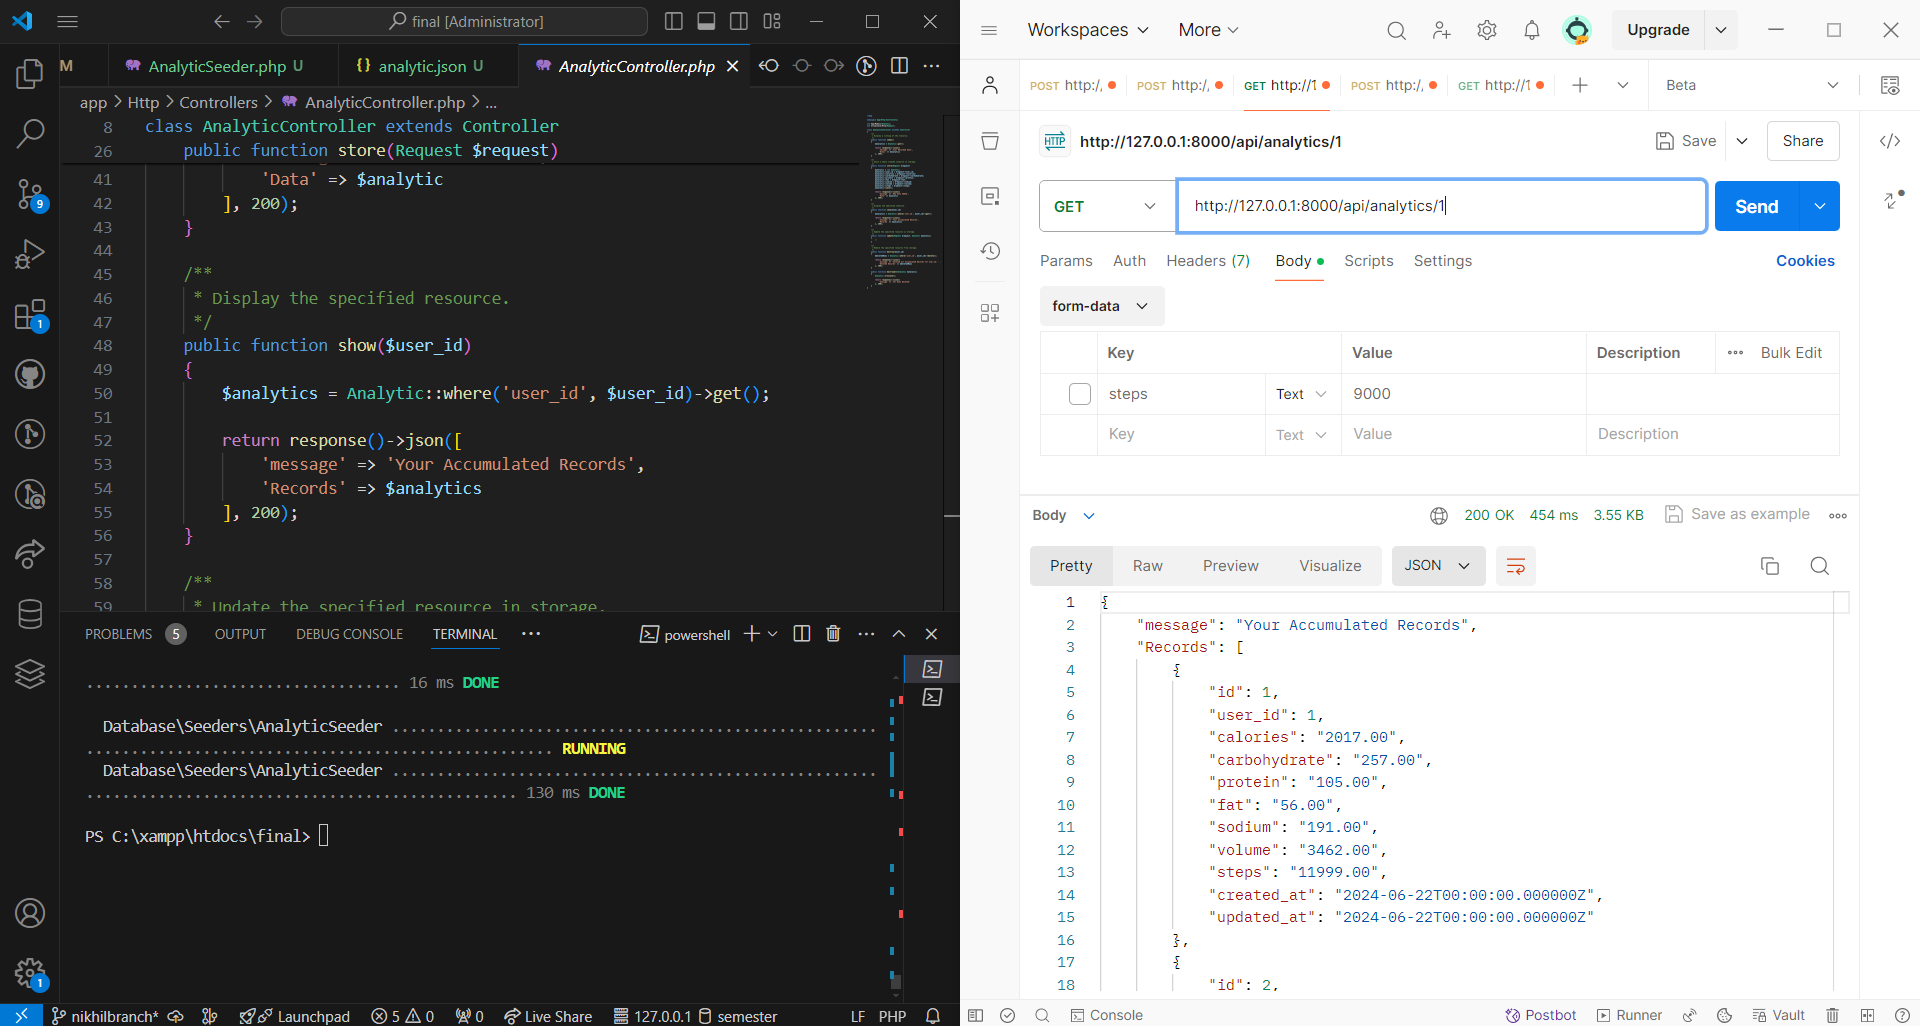 final [Administrator]
M
AnalyticSeeder.php U
{} analytic.json U
AnalyticController.php
app > Http > Controllers > AnalyticController.php > ...
8 class AnalyticController extends Controller
26 public function store(Request $request)
41 'Data' => $analytic
42 ], 200);
43 }
44
45 /**
46 * Display the specified resource.
47 */
48 public function show($user_id)
49 {
50 $analytics = Analytic::where('user_id', $user_id)->get();
51
52 return response()->json([
53 'message' => 'Your Accumulated Records',
54 'Records' => $analytics
55 ], 200);
56 }
57
58 /**
59 * Update the specified resource in storage.
PROBLEMS 5 OUTPUT DEBUG CONSOLE TERMINAL ... powershell
................................... 16 ms DONE
Database\Seeders\AnalyticSeeder ......................................................
.................................................... RUNNING
Database\Seeders\AnalyticSeeder ......................................................
................................................ 130 ms DONE
PS C:\xampp\htdocs\final>
9
1
1
nikhilbranch* Launchpad 5 0 0 Live Share 127.0.0.1 semester LF PHP
Workspaces More Upgrade
POST http:/, POST http:/, GET http://1 POST http:/, GET http://1 Beta
HTTP http://127.0.0.1:8000/api/analytics/1 Save Share
GET http://127.0.0.1:8000/api/analytics/1 Send
Params Auth Headers (7) Body Scripts Settings Cookies
form-data
Key Value Description ... Bulk Edit
steps Text 9000
Key Text Value Description
Body 200 OK 454 ms 3.55 KB Save as example
Pretty Raw Preview Visualize JSON
1 {
2 "message": "Your Accumulated Records",
3 "Records": [
4 {
5 "id": 1,
6 "user_id": 1,
7 "calories": "2017.00",
8 "carbohydrate": "257.00",
9 "protein": "105.00",
10 "fat": "56.00",
11 "sodium": "191.00",
12 "volume": "3462.00",
13 "steps": "11999.00",
14 "created_at": "2024-06-22T00:00:00.000000Z",
15 "updated_at": "2024-06-22T00:00:00.000000Z"
16 },
17 {
18 "id": 2,
Console Postbot Runner Vault